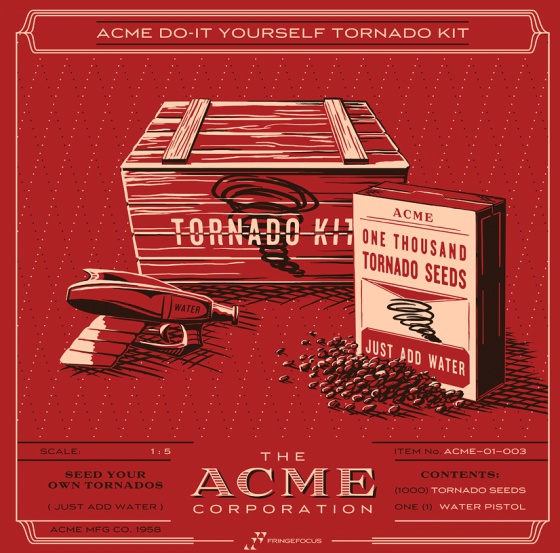 ACME DO-IT YOURSELF TORNADO KIT
TORNADO KIT
ACME
ONE THOUSAND
TORNADO SEEDS
JUST ADD WATER
WATER
SCALE: 1:5
SEED YOUR
OWN TORNADOS
( JUST ADD WATER )
ACME MFG CO. 1958
THE
ACME
CORPORATION
FRINGEFOCUS
ITEM No ACME-01-003
CONTENTS:
(1000) TORNADO SEEDS
ONE (1) WATER PISTOL